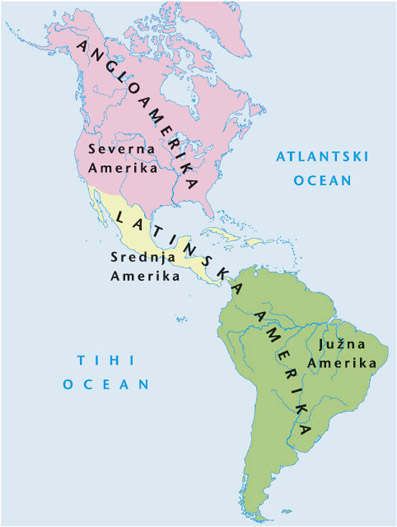 ANGLOAMERIKA
Severna
Amerika
ATLANTSKI
OCEAN
LATINSKA AMERIKA
Srednja
Amerika
Južna
Amerika
TIHI
OCEAN